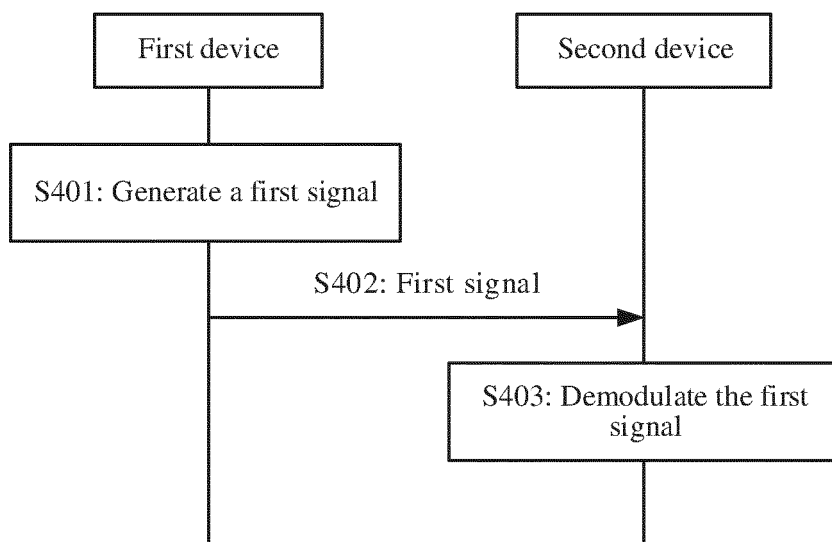 First device
Second device
S401: Generate a first signal
S402: First signal
S403: Demodulate the first
signal